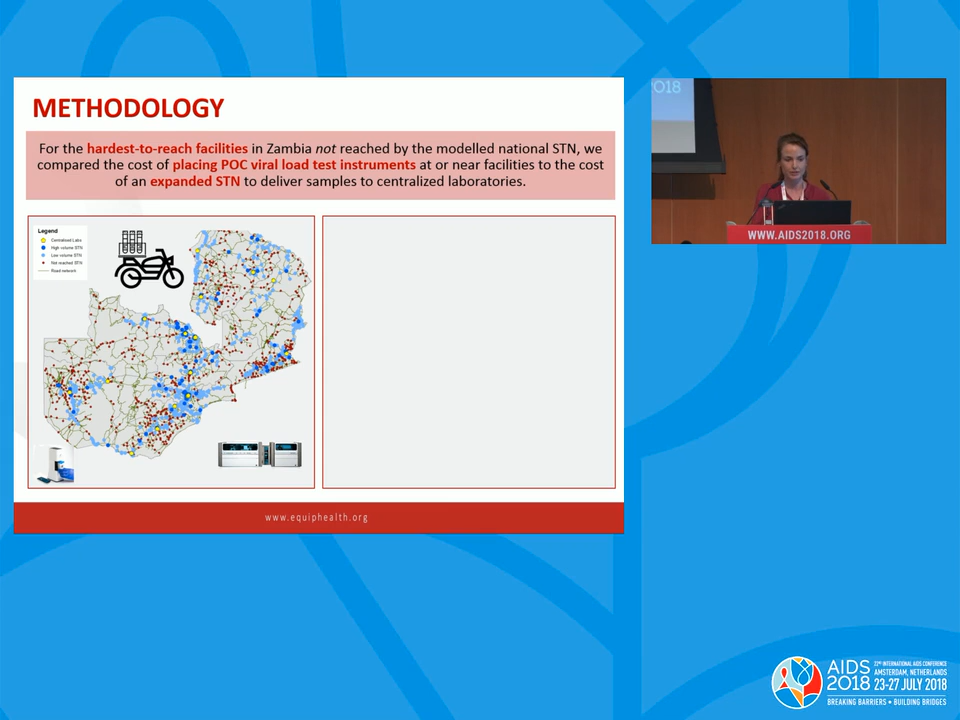 METHODOLOGY
For the hardest-to-reach facilities in Zambia not reached by the modelled national STN, we
compared the cost of placing POC viral load test instruments at or near facilities to the cost
of an expanded STN to deliver samples to centralized laboratories.
Legend
Centralised Labs
High volume STN
Low volume STN
Not reached STN
Road network
www.equiphealth.org
2018
WWW.AIDS2018.ORG
AIDS
2018
22ND INTERNATIONAL AIDS CONFERENCE
AMSTERDAM, NETHERLANDS
23-27 JULY 2018
BREAKING BARRIERS • BUILDING BRIDGES